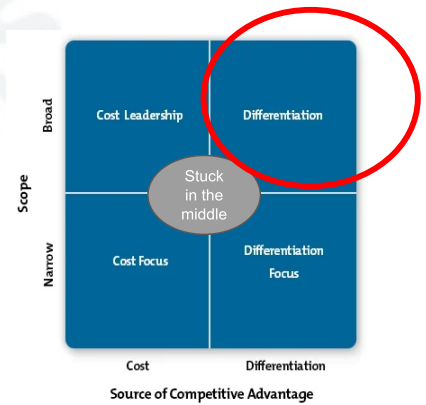 Broad
Cost Leadership
Differentiation
Stuck
in the
middle
Scope
Narrow
Cost Focus
Differentiation
Focus
Cost
Differentiation
Source of Competitive Advantage